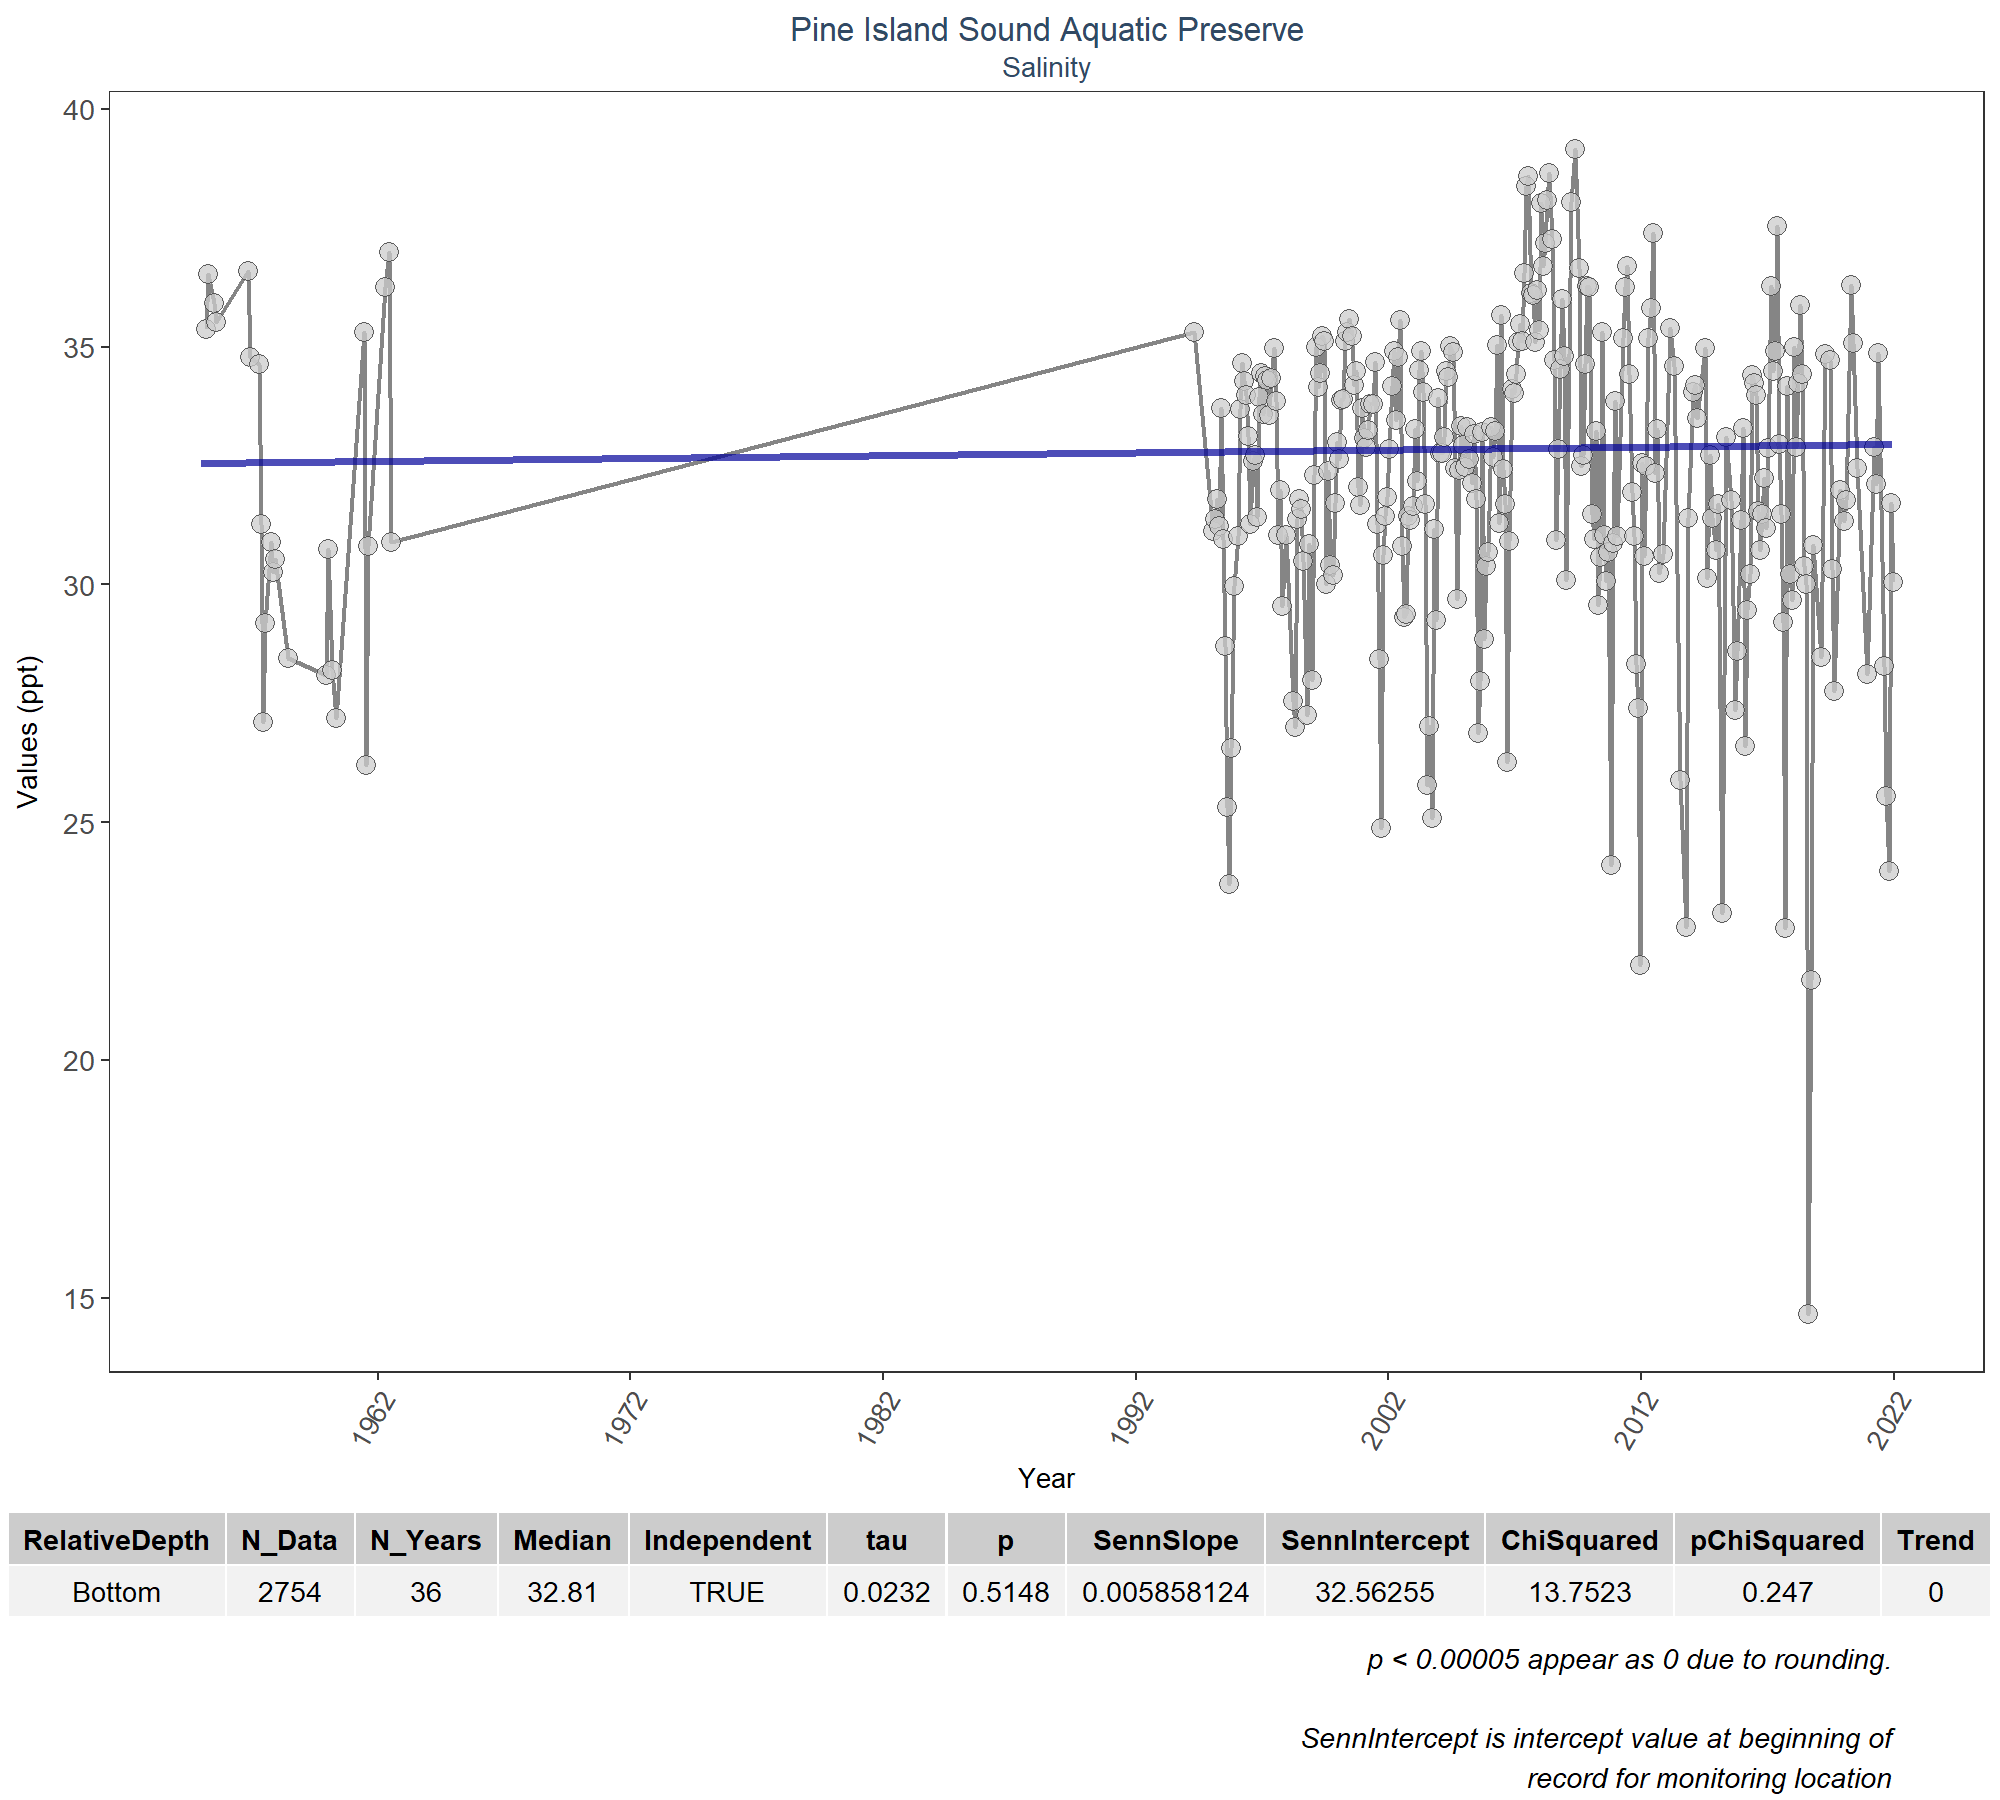 Pine Island Sound Aquatic Preserve
Salinity
40
35
30
25
20
15
Values (ppt)
1962
1972
1982
1992
2002
2012
2022
Year
RelativeDepth N_Data N_Years Median Independent tau p SennSlope SennIntercept ChiSquared pChiSquared Trend
Bottom 2754 36 32.81 TRUE 0.0232 0.5148 0.005858124 32.56255 13.7523 0.247 0
p < 0.00005 appear as 0 due to rounding.
SennIntercept is intercept value at beginning of
record for monitoring location